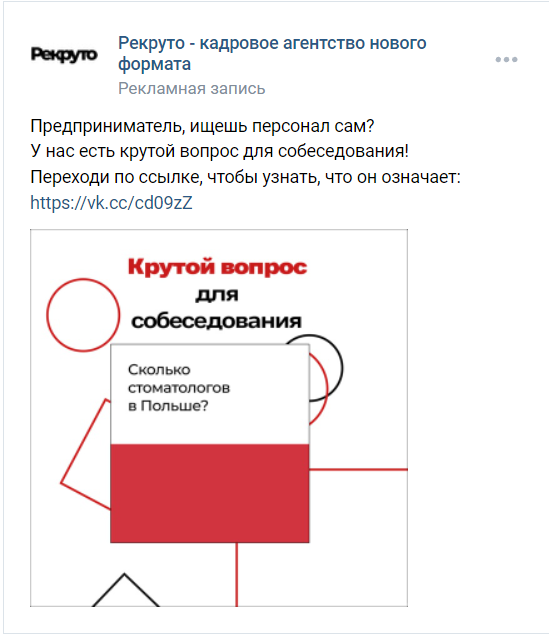 Рекруто
Рекруто - кадровое агентство нового
формата
Рекламная запись
Предприниматель, ищешь персонал сам?
У нас есть крутой вопрос для собеседования!
Переходи по ссылке, чтобы узнать, что он означает:
https://vk.cc/cd09zZ
Крутой вопрос
для
собеседования
Сколько
стоматологов
в Польше?